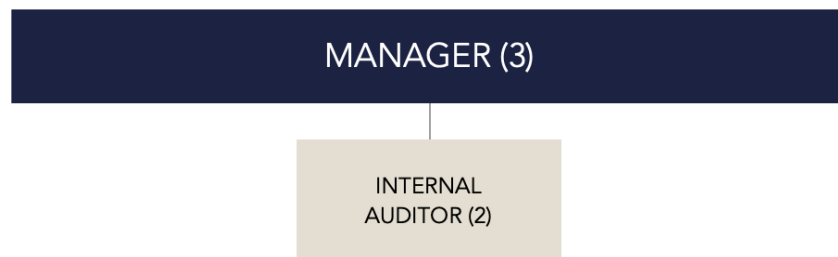 MANAGER (3)
INTERNAL
AUDITOR (2)